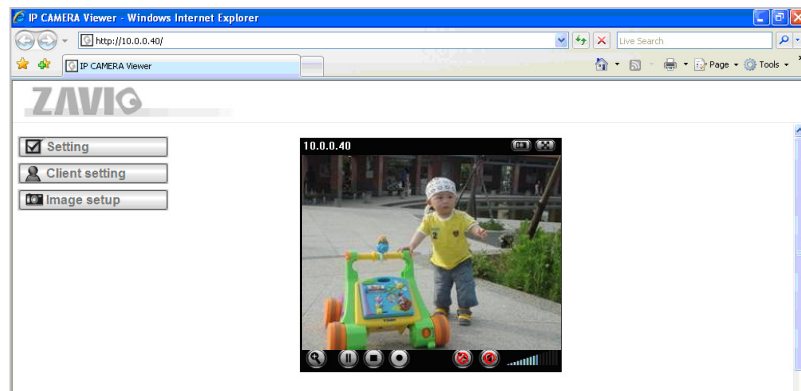 IP CAMERA Viewer - Windows Internet Explorer
http://10.0.0.40/
Live Search
IP CAMERA Viewer
Page
Tools
ZAVIO
Setting
Client setting
Image setup
10.0.0.40
2